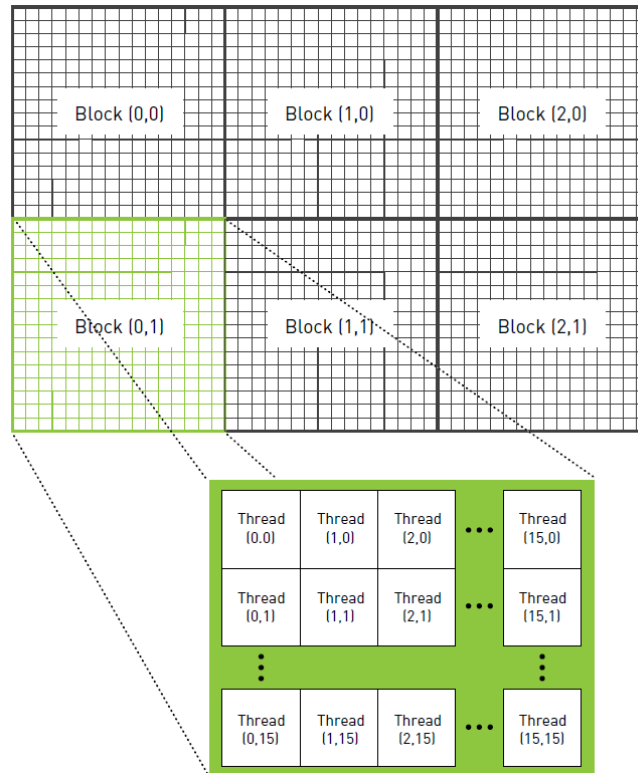 Block (0,0)
Block (1,0)
Block (2,0)
Block (0,1)
Block (1,1)
Block (2,1)
Thread
(0.0)
Thread
(1,0)
Thread
(2,0)
•••
Thread
(15,0)
Thread
(0,1)
Thread
(1,1)
Thread
(2,1)
•••
Thread
(15,1)
Thread
(0,15)
Thread
(1,15)
Thread
(2,15)
•••
Thread
(15,15)